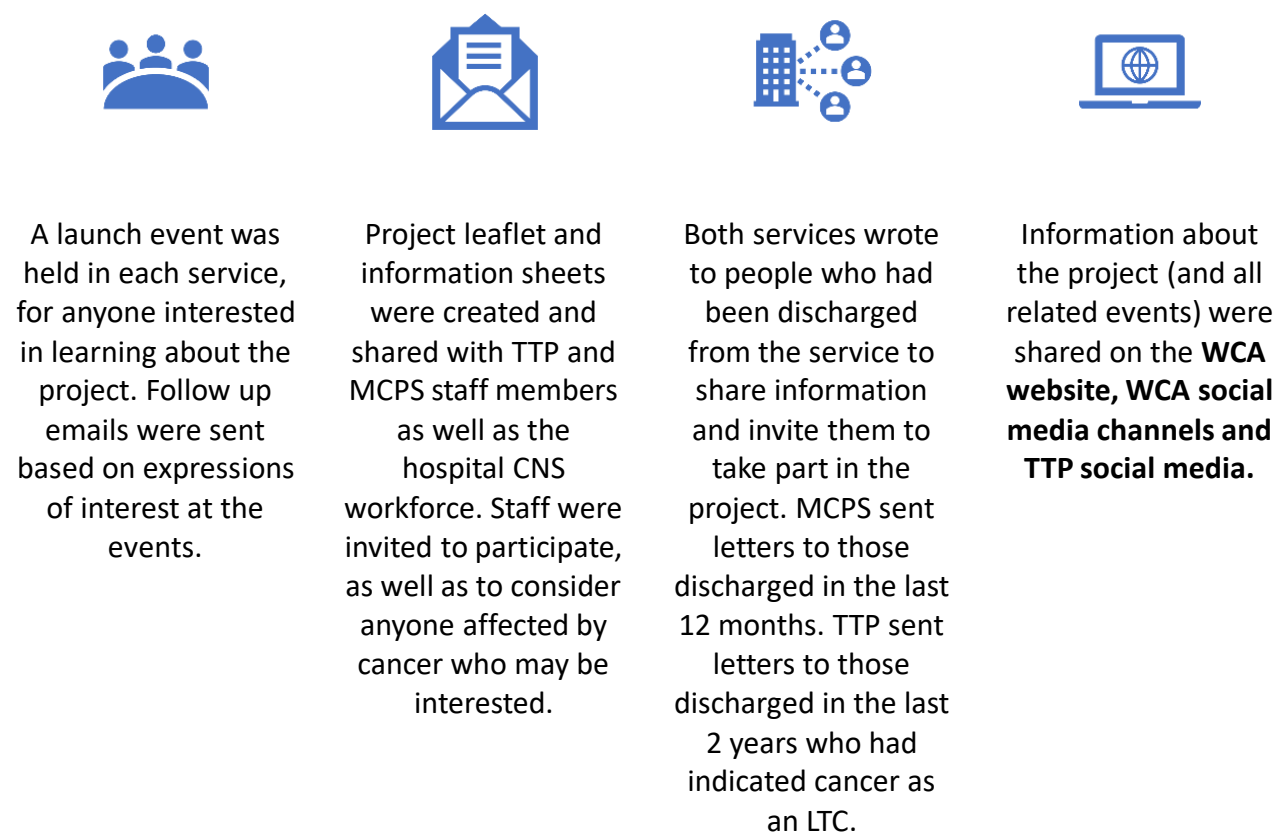 A launch event was
held in each service,
for anyone interested
in learning about the
project. Follow up
emails were sent
based on expressions
of interest at the
events.
Project leaflet and
information sheets
were created and
shared with TTP and
MCPS staff members
as well as the
hospital CNS
workforce. Staff were
invited to participate,
as well as to consider
anyone affected by
cancer who may be
interested.
Both services wrote
to people who had
been discharged
from the service to
share information
and invite them to
take part in the
project. MCPS sent
letters to those
discharged in the last
12 months. TTP sent
letters to those
discharged in the last
2 years who had
indicated cancer as
an LTC.
Information about
the project (and all
related events) were
shared on the WCA
website, WCA social
media channels and
TTP social media.